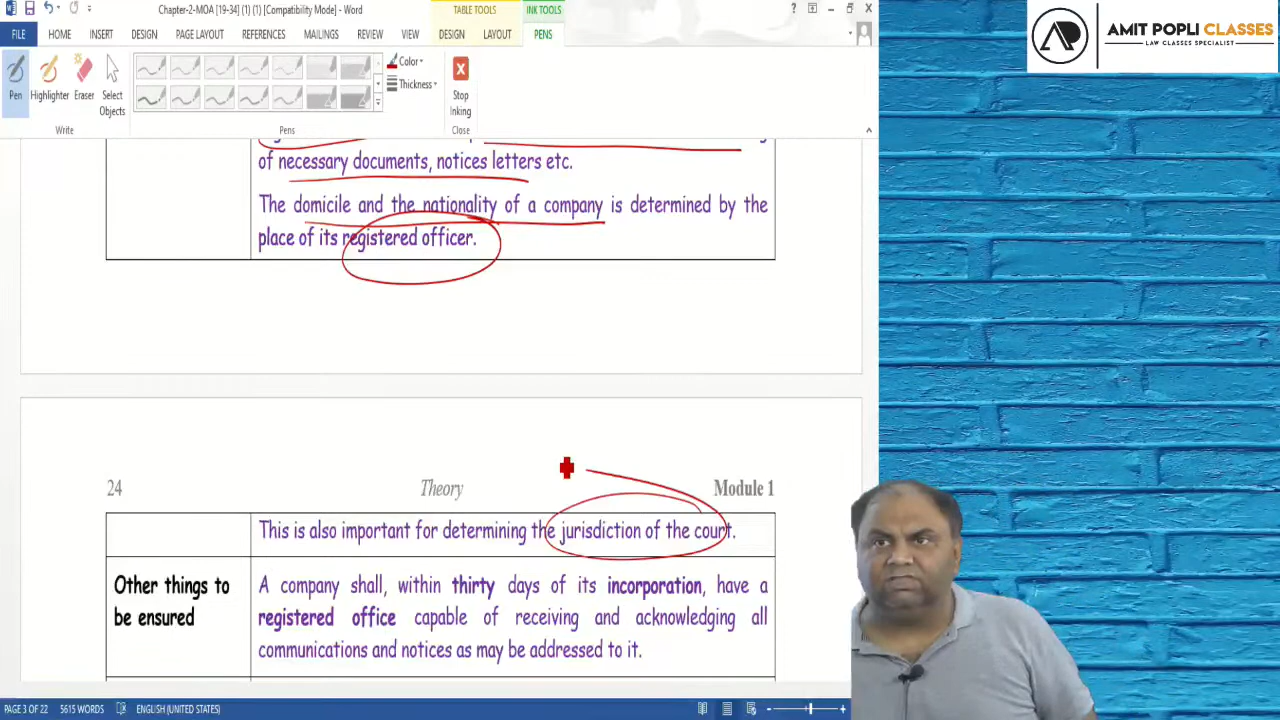 Chapter-2-MOA [19-34] (1) (1) [Compatibility Mode] - Word
TABLE TOOLS
INK TOOLS
FILE HOME INSERT DESIGN PAGE LAYOUT REFERENCES MAILINGS REVIEW VIEW DESIGN LAYOUT PENS
Pen
Highlighter
Eraser
Select Objects
Color
Thickness
Stop Inking
Write
Pens
Close
AMIT POPLI CLASSES
LAW CLASSES SPECIALIST
of necessary documents, notices letters etc.
The domicile and the nationality of a company is determined by the
place of its registered officer.
24 Theory Module 1
This is also important for determining the jurisdiction of the court.
Other things to
be ensured
A company shall, within thirty days of its incorporation, have a
registered office capable of receiving and acknowledging all
communications and notices as may be addressed to it.
PAGE 3 OF 22 5615 WORDS ENGLISH (UNITED STATES)